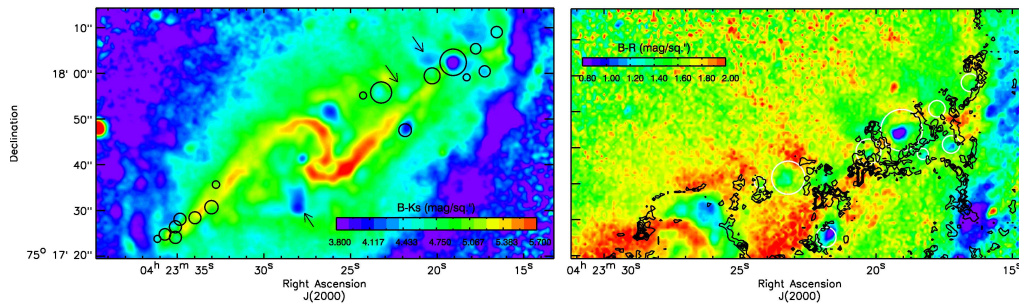 10"
18' 00"
50"
40"
30"
75° 17' 20"
Declination
B-Ks (mag/sq.")
3.800 4.117 4.433 4.750 5.067 5.383 5.700
04h 23m 35s 30s 25s 20s 15s
Right Ascension
J(2000)
B-R (mag/sq.")
0.80 1.00 1.20 1.40 1.60 1.80 2.00
04h 23m 30s 25s 20s 15s
Right Ascension
J(2000)